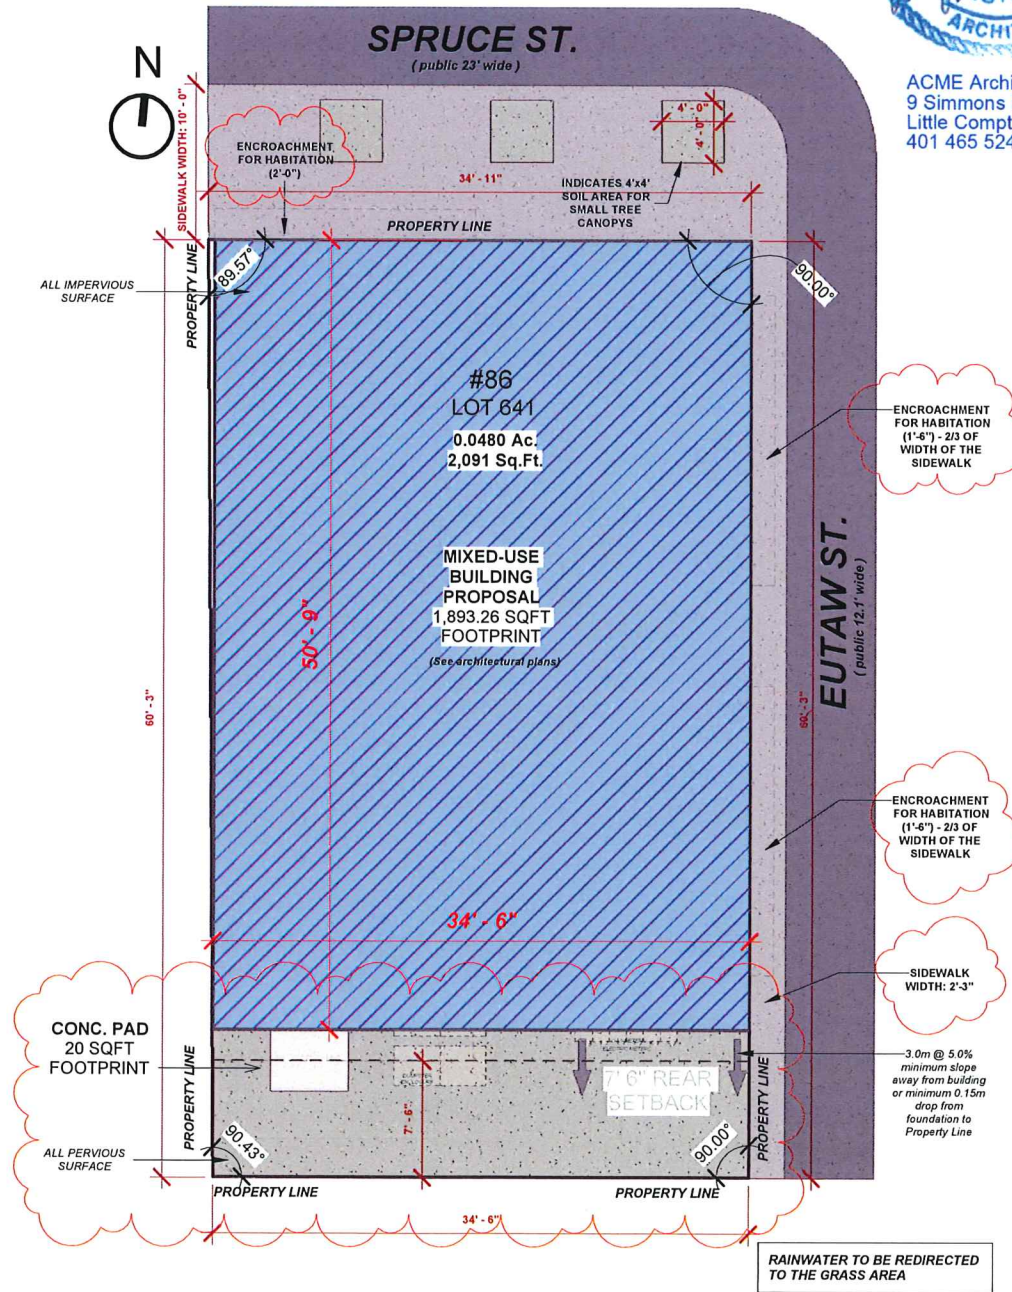 SPRUCE ST.
( public 23' wide )
N
ARCHI
ACME Archi
9 Simmons
Little Compt
401 465 524
SIDEWALK WIDTH: 10' - 0"
ENCROACHMENT
FOR HABITATION
(2'-0")
34' - 11"
4' - 0"
4' - 0"
INDICATES 4'x4'
SOIL AREA FOR
SMALL TREE
CANOPYS
PROPERTY LINE
PROPERTY LINE
89.57°
90.00°
ALL IMPERVIOUS
SURFACE
#86
LOT 641
0.0480 Ac.
2,091 Sq.Ft.
ENCROACHMENT
FOR HABITATION
(1'-6") - 2/3 OF
WIDTH OF THE
SIDEWALK
MIXED-USE
BUILDING
PROPOSAL
1,893.26 SQFT
FOOTPRINT
(See architectural plans)
50' - 9"
60' - 3"
60' - 3"
EUTAW ST.
( public 12.1' wide )
ENCROACHMENT
FOR HABITATION
(1'-6") - 2/3 OF
WIDTH OF THE
SIDEWALK
34' - 6"
SIDEWALK
WIDTH: 2'-3"
CONC. PAD
20 SQFT
FOOTPRINT
7' 6" REAR
SETBACK
3.0m @ 5.0%
minimum slope
away from building
or minimum 0.15m
drop from
foundation to
Property Line
PROPERTY LINE
PROPERTY LINE
7' - 6"
90.43°
90.00°
ALL PERVIOUS
SURFACE
PROPERTY LINE
PROPERTY LINE
34' - 6"
RAINWATER TO BE REDIRECTED
TO THE GRASS AREA